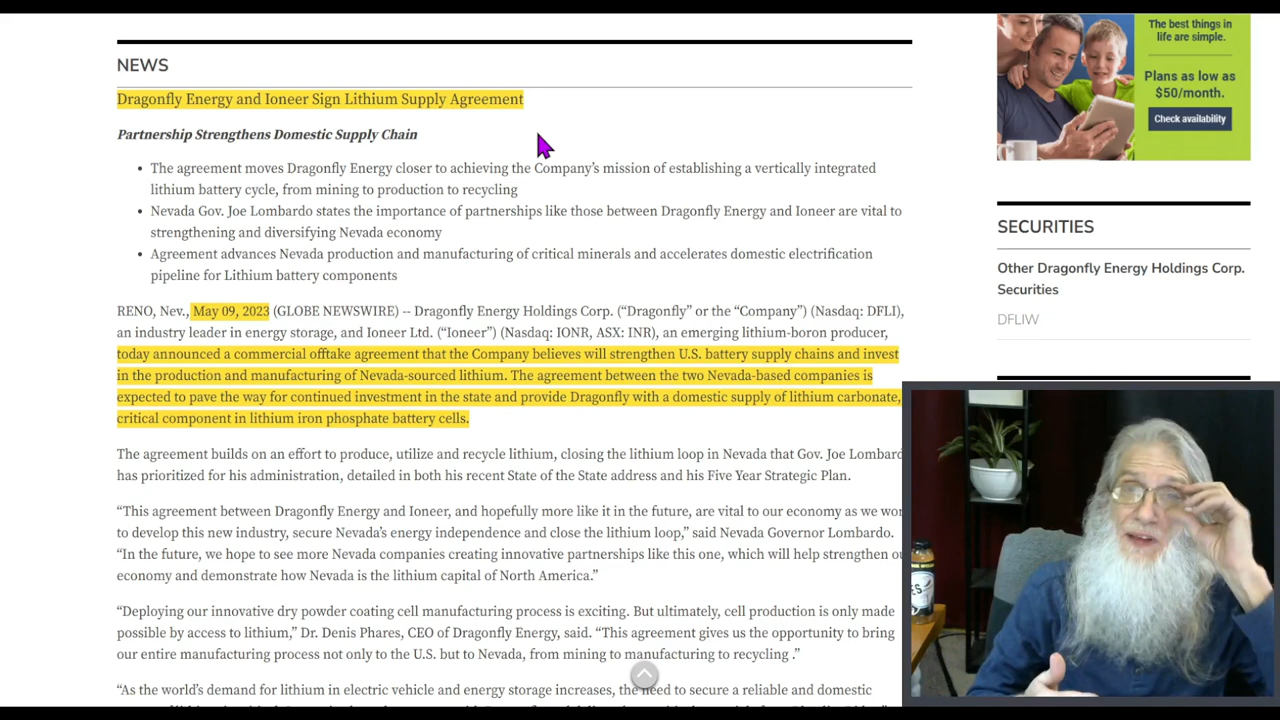 NEWS
Dragonfly Energy and Ioneer Sign Lithium Supply Agreement
Partnership Strengthens Domestic Supply Chain
• The agreement moves Dragonfly Energy closer to achieving the Company’s mission of establishing a vertically integrated
lithium battery cycle, from mining to production to recycling
• Nevada Gov. Joe Lombardo states the importance of partnerships like those between Dragonfly Energy and Ioneer are vital to
strengthening and diversifying Nevada economy
• Agreement advances Nevada production and manufacturing of critical minerals and accelerates domestic electrification
pipeline for Lithium battery components
RENO, Nev., May 09, 2023 (GLOBE NEWSWIRE) -- Dragonfly Energy Holdings Corp. (“Dragonfly” or the “Company”) (Nasdaq: DFLI),
an industry leader in energy storage, and Ioneer Ltd. (“Ioneer”) (Nasdaq: IONR, ASX: INR), an emerging lithium-boron producer,
today announced a commercial offtake agreement that the Company believes will strengthen U.S. battery supply chains and invest
in the production and manufacturing of Nevada-sourced lithium. The agreement between the two Nevada-based companies is
expected to pave the way for continued investment in the state and provide Dragonfly with a domestic supply of lithium carbonate,
critical component in lithium iron phosphate battery cells.
The agreement builds on an effort to produce, utilize and recycle lithium, closing the lithium loop in Nevada that Gov. Joe Lombard
has prioritized for his administration, detailed in both his recent State of the State address and his Five Year Strategic Plan.
“This agreement between Dragonfly Energy and Ioneer, and hopefully more like it in the future, are vital to our economy as we wor
to develop this new industry, secure Nevada’s energy independence and close the lithium loop,” said Nevada Governor Lombardo.
“In the future, we hope to see more Nevada companies creating innovative partnerships like this one, which will help strengthen ou
economy and demonstrate how Nevada is the lithium capital of North America.”
“Deploying our innovative dry powder coating cell manufacturing process is exciting. But ultimately, cell production is only made
possible by access to lithium,” Dr. Denis Phares, CEO of Dragonfly Energy, said. “This agreement gives us the opportunity to bring
our entire manufacturing process not only to the U.S. but to Nevada, from mining to manufacturing to recycling .”
“As the world’s demand for lithium in electric vehicle and energy storage increases, the need to secure a reliable and domestic
The best things in
life are simple.
Plans as low as
$50/month.
Check availability
SECURITIES
Other Dragonfly Energy Holdings Corp.
Securities
DFLIW